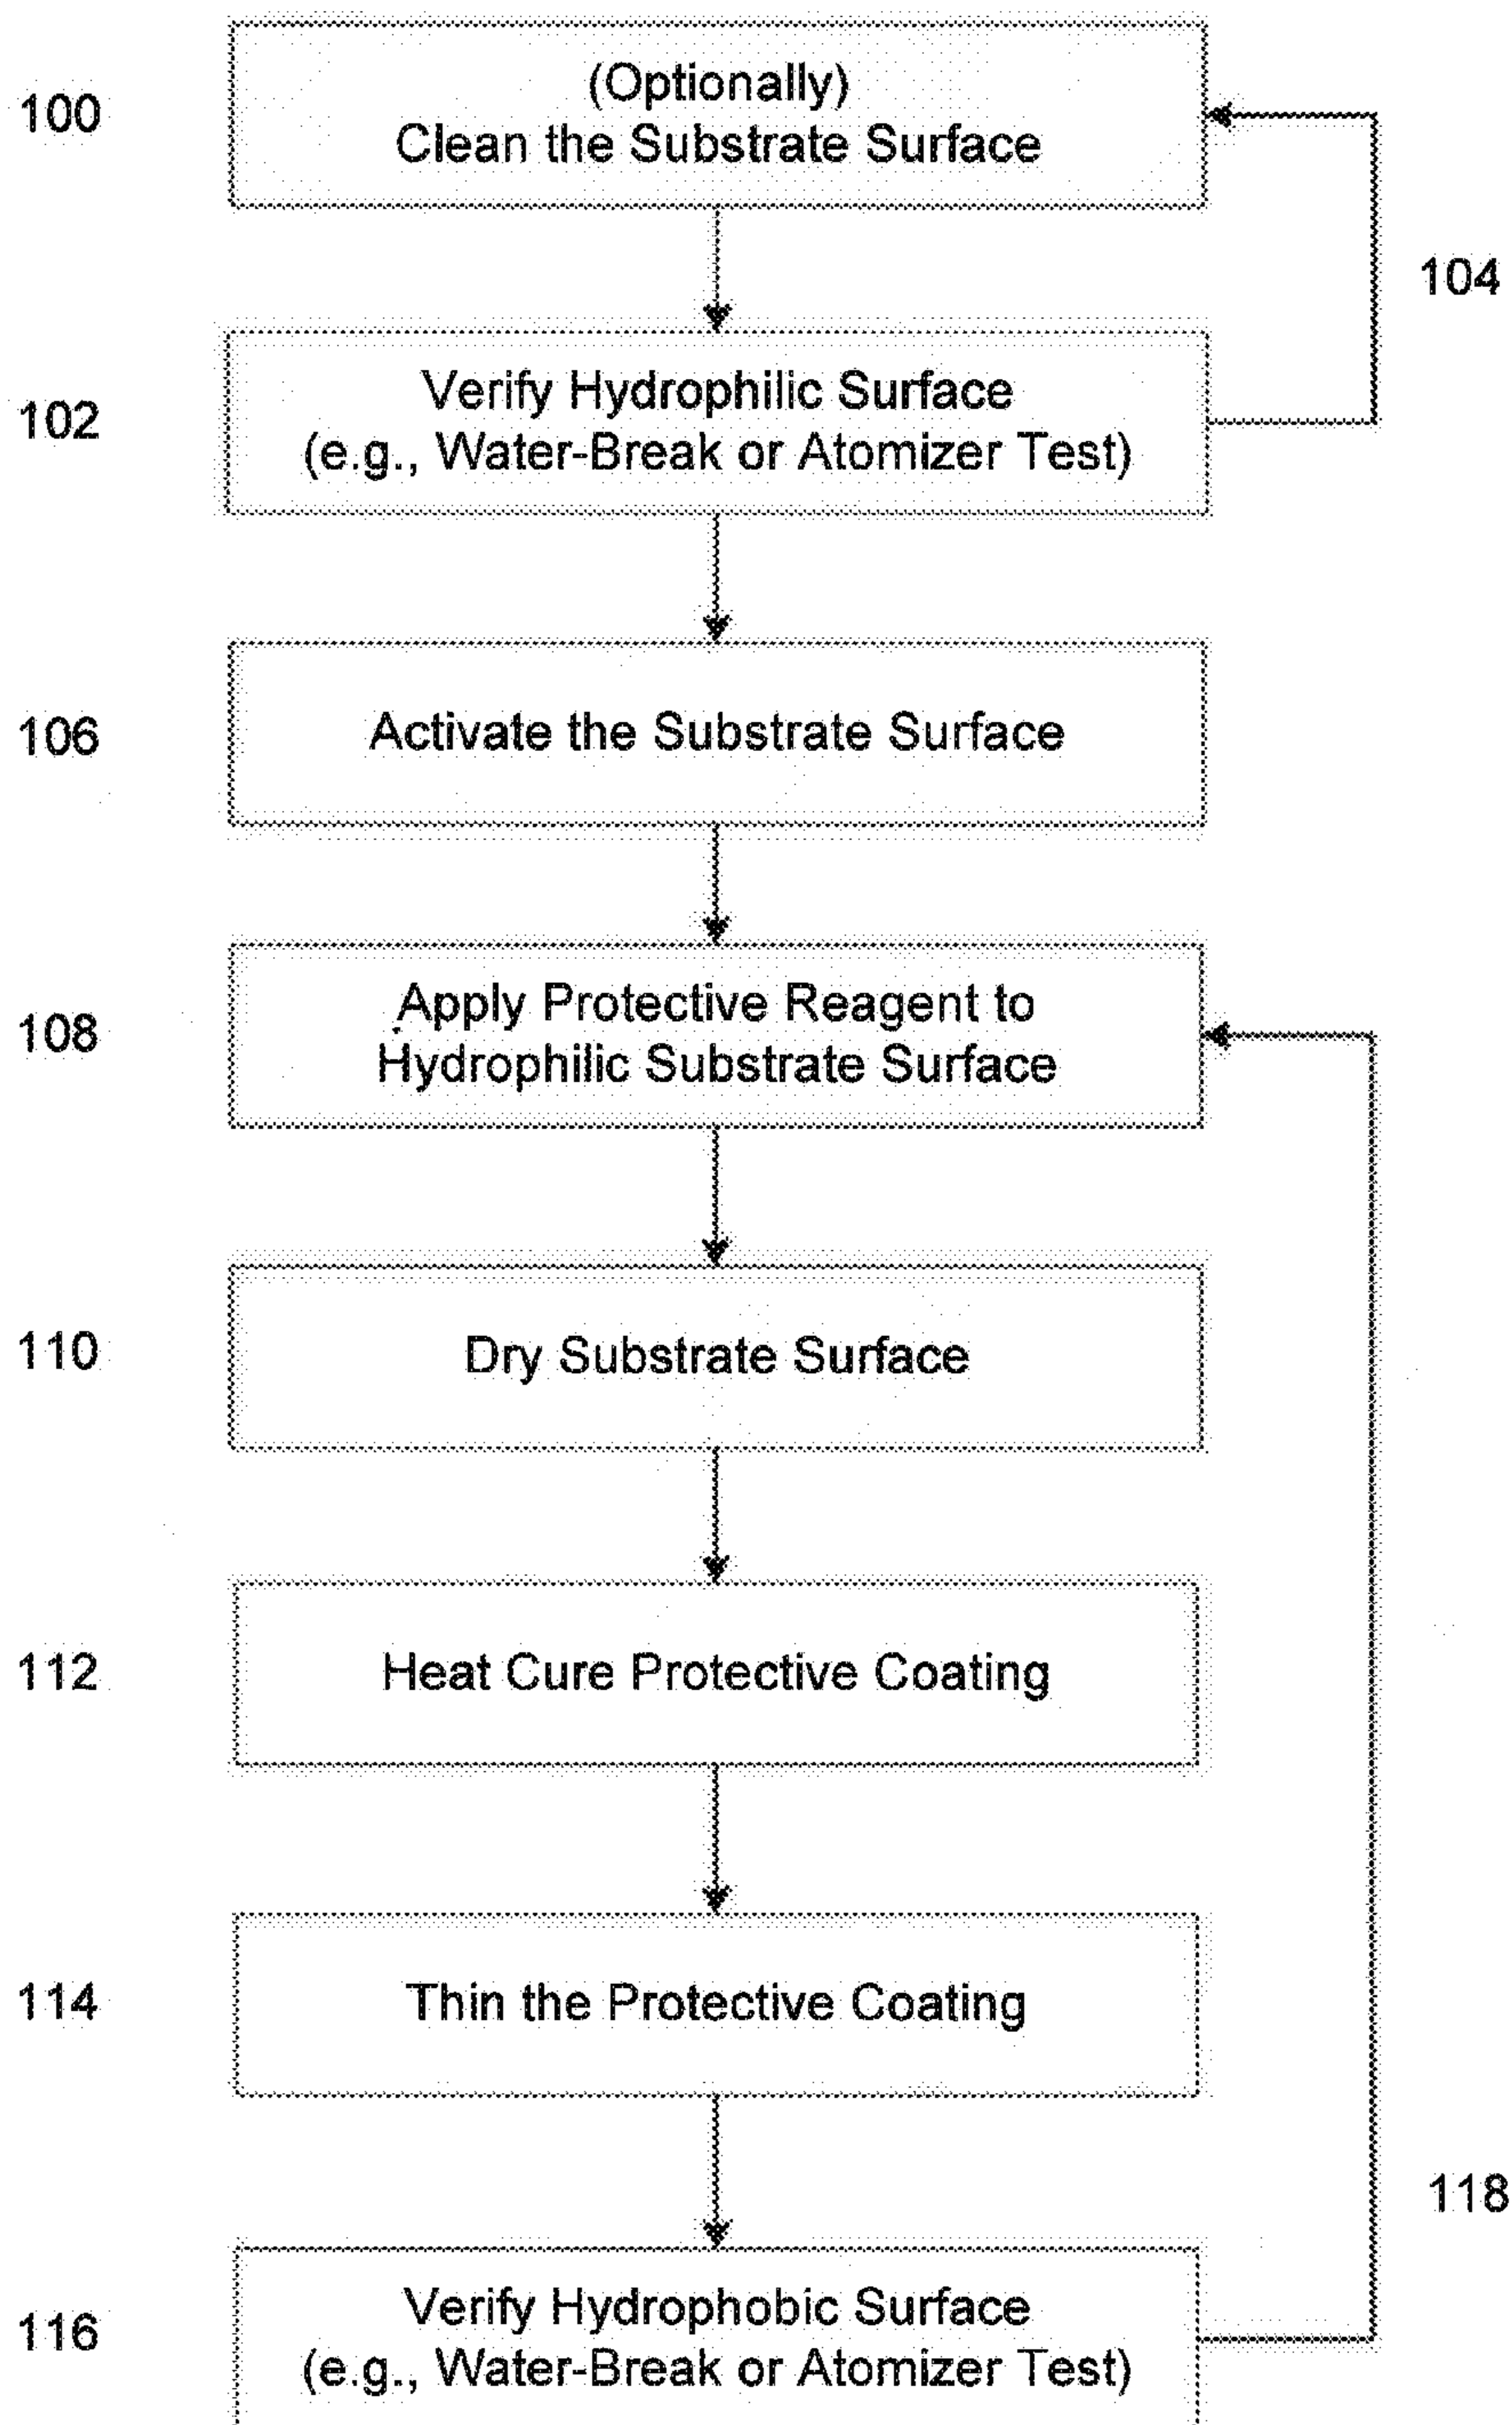 100
(Optionally)
Clean the Substrate Surface
104
102
Verify Hydrophilic Surface
(e.g., Water-Break or Atomizer Test)
106
Activate the Substrate Surface
108
Apply Protective Reagent to
Hydrophilic Substrate Surface
110
Dry Substrate Surface
112
Heat Cure Protective Coating
114
Thin the Protective Coating
118
116
Verify Hydrophobic Surface
(e.g., Water-Break or Atomizer Test)